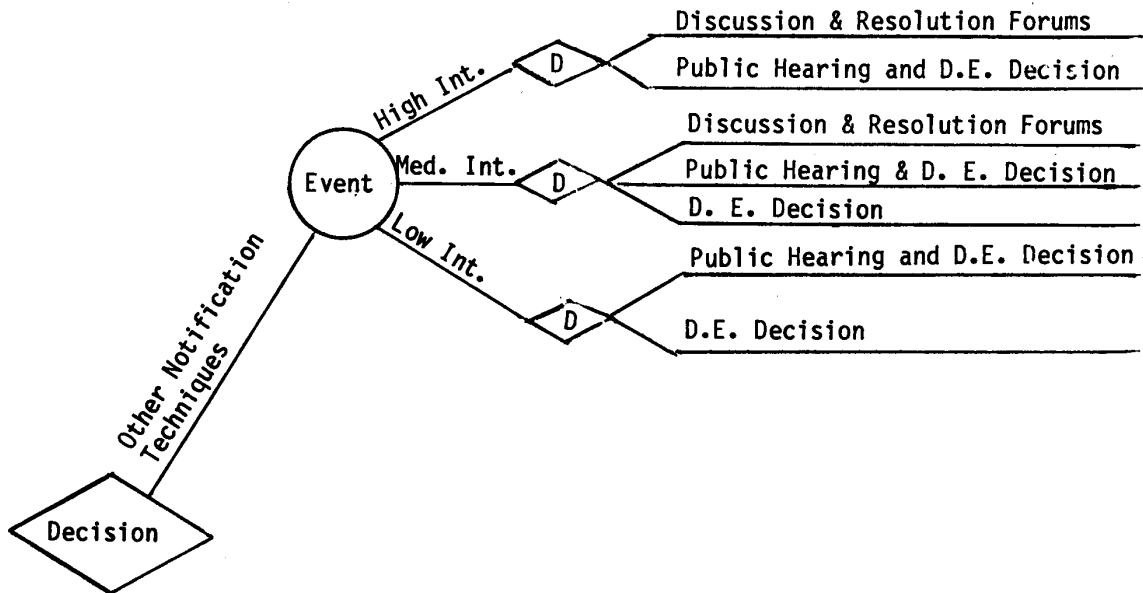 Discussion & Resolution Forums
High Int.
D
Public Hearing and D.E. Decision
Discussion & Resolution Forums
Event
Med. Int.
D
Public Hearing & D. E. Decision
D. E. Decision
Low Int.
Public Hearing and D.E. Decision
D
D.E. Decision
Other Notification
Techniques
Decision